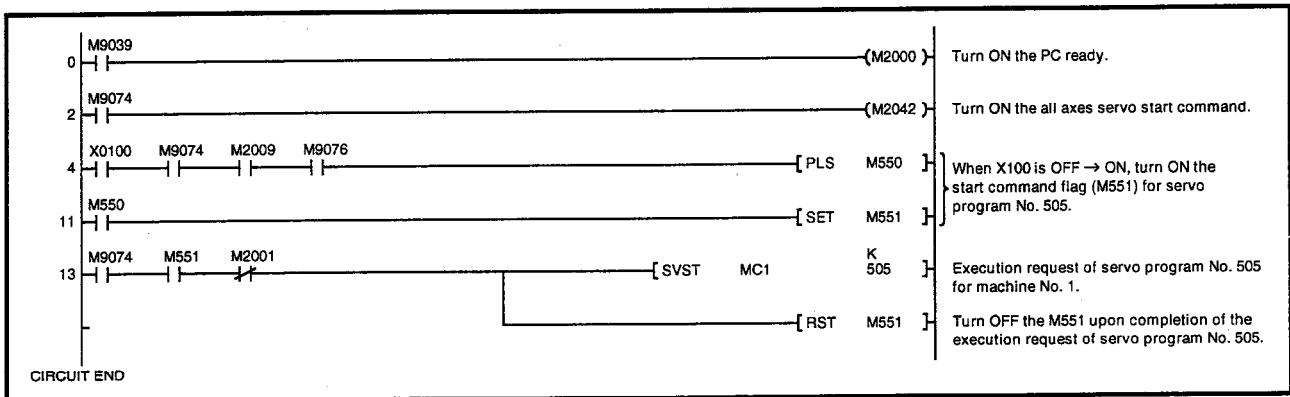 M9039
0 (M2000) Turn ON the PC ready.
M9074
2 (M2042) Turn ON the all axes servo start command.
X0100 M9074 M2009 M9076
4 [PLS M550]
When X100 is OFF → ON, turn ON the
start command flag (M551) for servo
program No. 505.
M550
11 [SET M551]
M9074 M551 M2001
K
13 [SVST MC1 505] Execution request of servo program No. 505
for machine No. 1.
[RST M551] Turn OFF the M551 upon completion of the
execution request of servo program No. 505.
CIRCUIT END